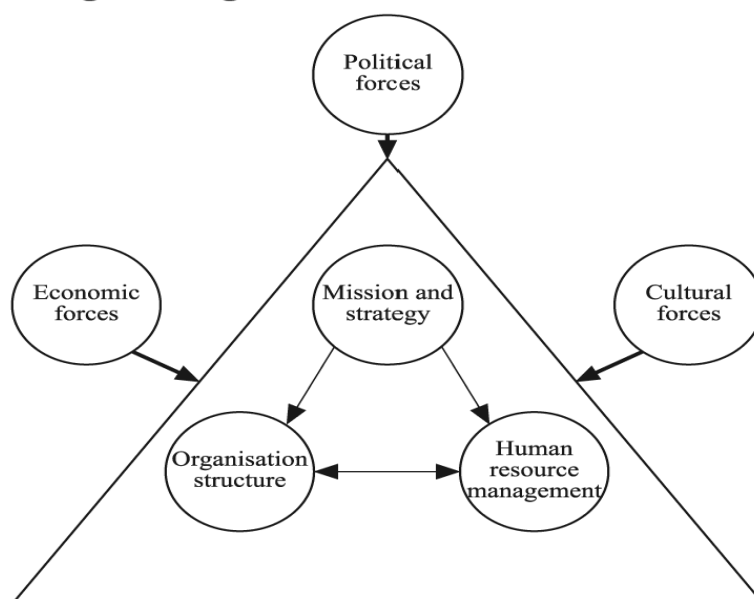 Political
forces
Economic
forces
Mission and
strategy
Cultural
forces
Organisation
structure
Human
resource
management